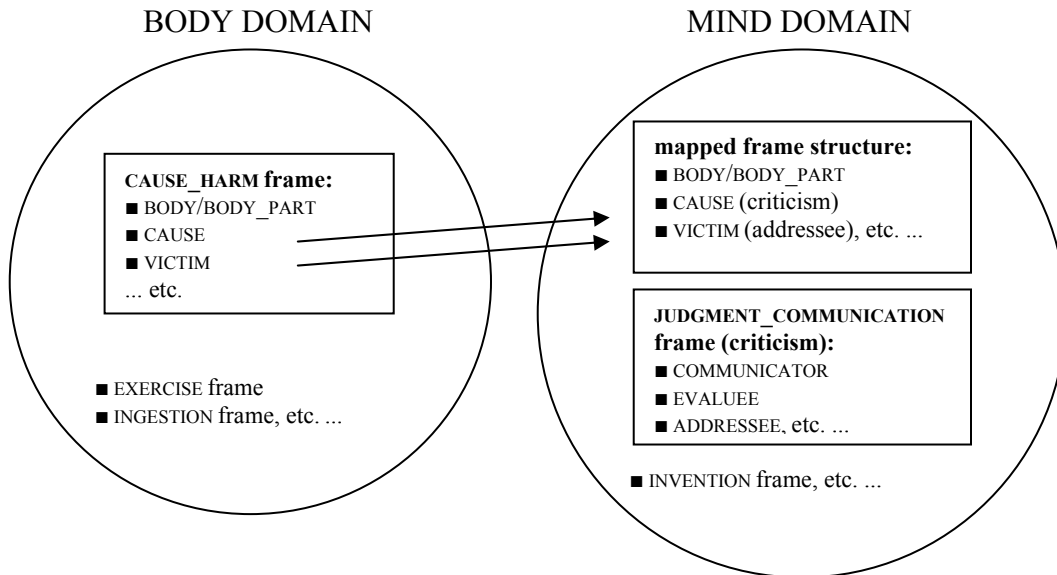 BODY DOMAIN
CAUSE_HARM frame:
■ BODY/BODY_PART
■ CAUSE
■ VICTIM
... etc.
■ EXERCISE frame
■ INGESTION frame, etc. ...
MIND DOMAIN
mapped frame structure:
■ BODY/BODY_PART
■ CAUSE (criticism)
■ VICTIM (addressee), etc. ...
JUDGMENT_COMMUNICATION
frame (criticism):
■ COMMUNICATOR
■ EVALUEE
■ ADDRESSEE, etc. ...
■ INVENTION frame, etc. ...